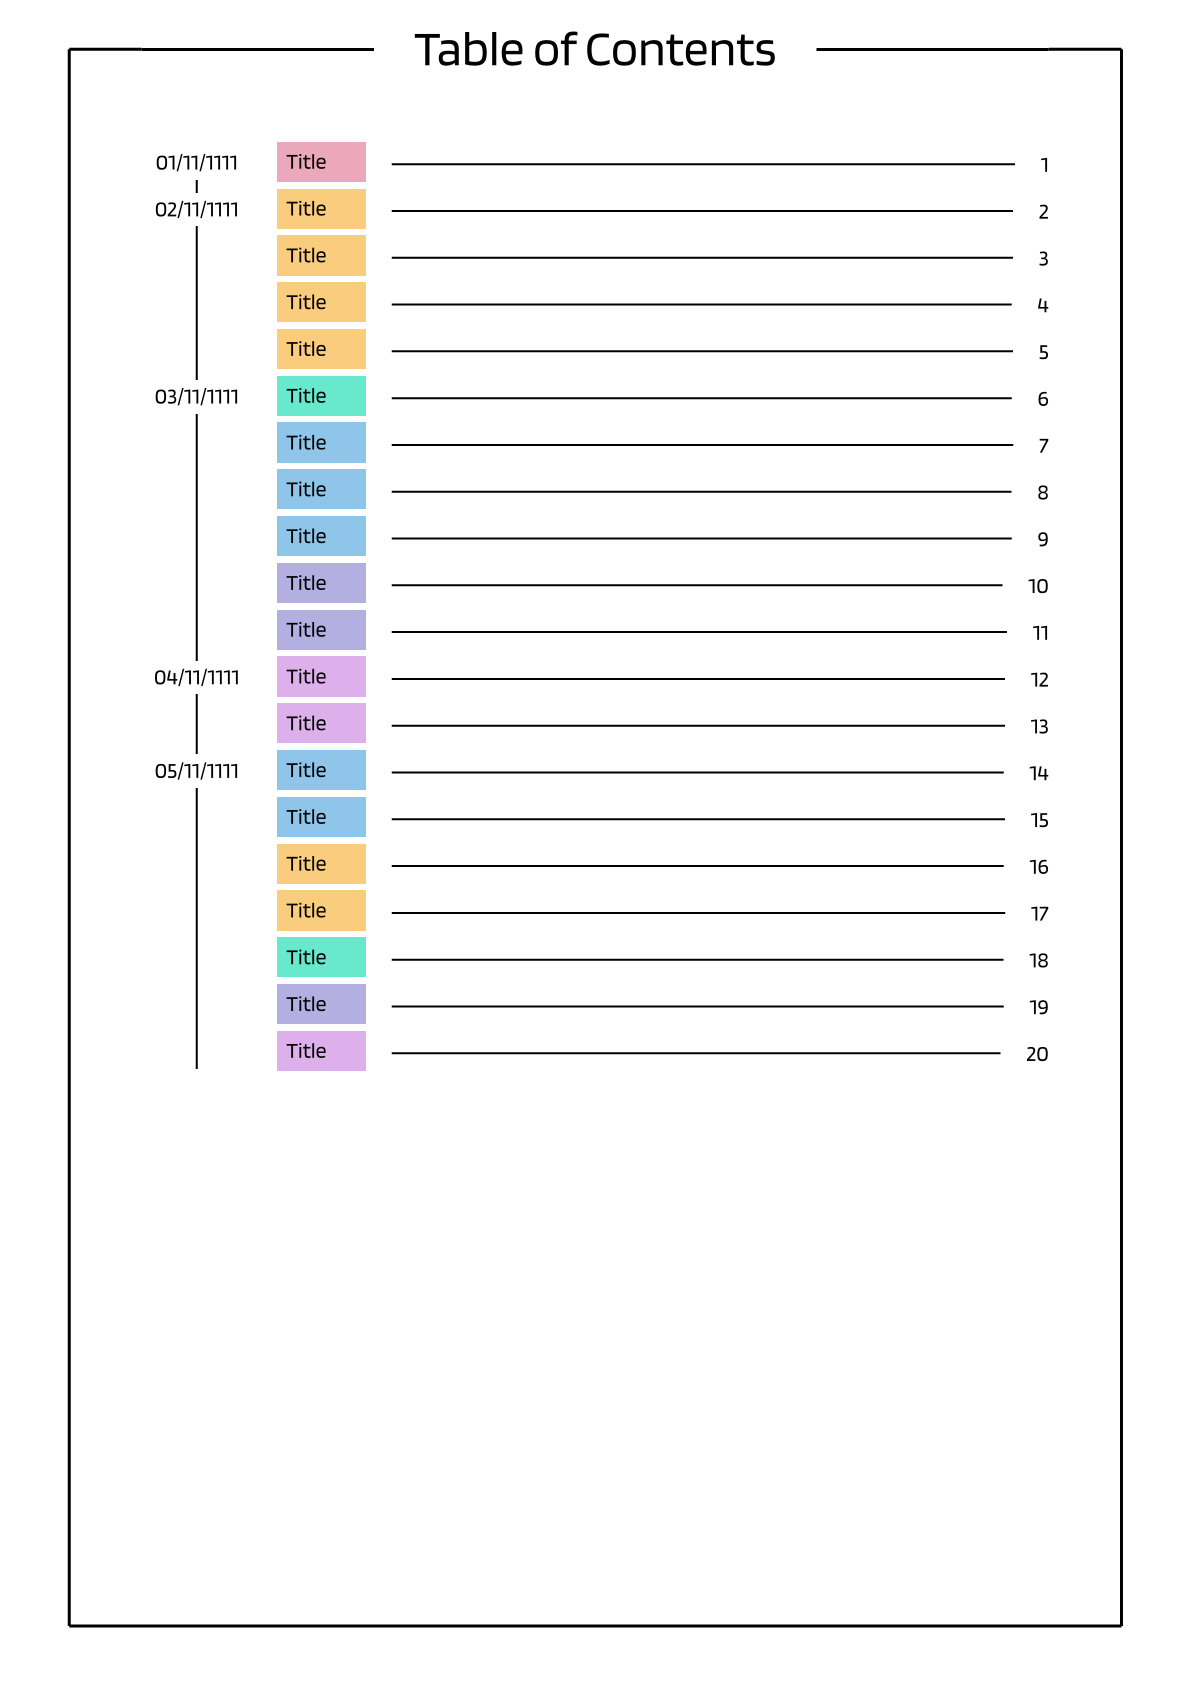 Table of Contents
01/11/1111 Title 1
02/11/1111 Title 2
Title 3
Title 4
Title 5
03/11/1111 Title 6
Title 7
Title 8
Title 9
Title 10
Title 11
04/11/1111 Title 12
Title 13
05/11/1111 Title 14
Title 15
Title 16
Title 17
Title 18
Title 19
Title 20